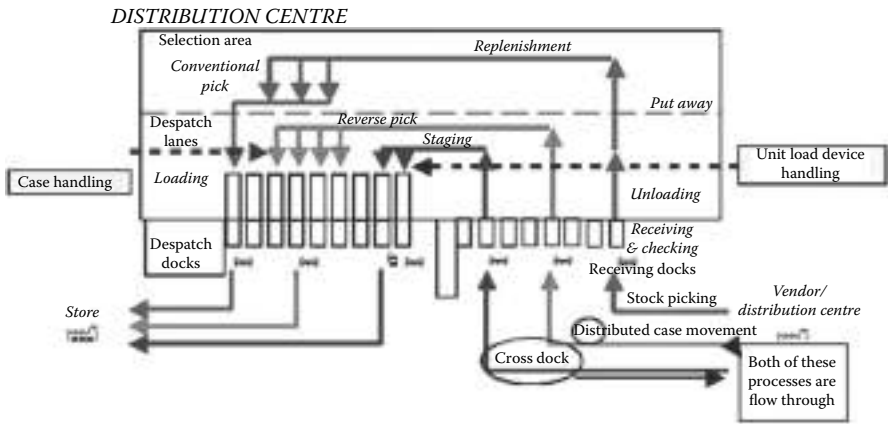 DISTRIBUTION CENTRE
Selection area
Replenishment
Conventional
pick
Put away
Despatch
lanes
Reverse pick
Staging
Unit load device
handling
Case handling
Loading
Unloading
Despatch
docks
Receiving
& checking
Receiving docks
Store
Stock picking
Vendor/
distribution centre
Distributed case movement
Cross dock
Both of these
processes are
flow through